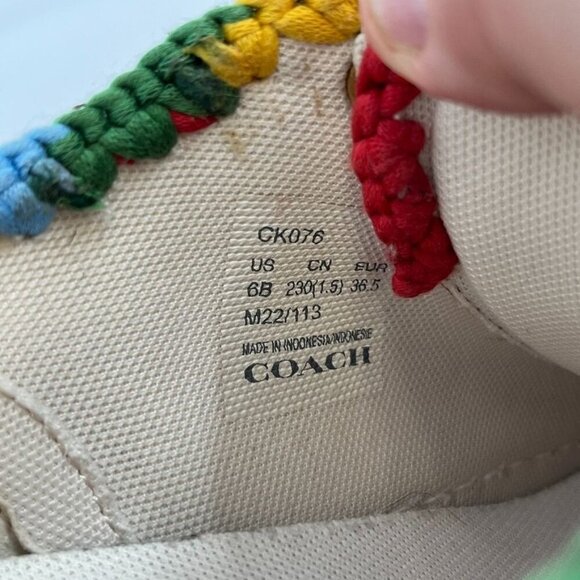 CK076
US CN EUR
6B 230(1.5) 36.5
M22/113
MADE IN INDONESIA/INDONESIE
COACH